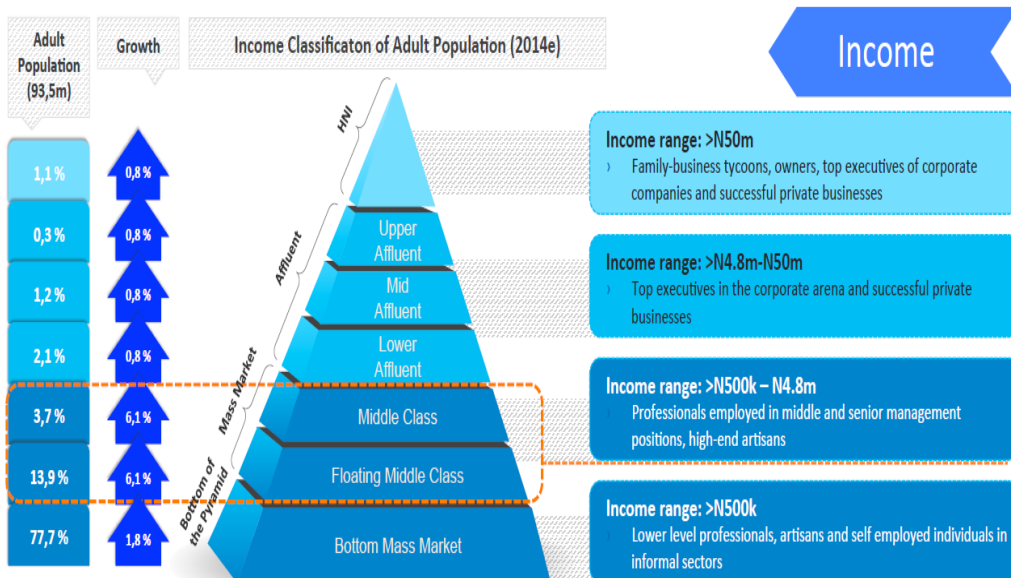 Adult
Population
(93,5m)
Growth
Income Classificaton of Adult Population (2014e)
Income
1,1 %
0,3 %
1,2 %
2,1 %
3,7 %
13,9 %
77,7 %
0,8 %
0,8 %
0,8 %
0,8 %
6,1 %
6,1 %
1,8 %
HNI
Affluent
Mass Market
Bottom of
the Pyramid
Upper
Affluent
Mid
Affluent
Lower
Affluent
Middle Class
Floating Middle Class
Bottom Mass Market
Income range: >N50m
› Family-business tycoons, owners, top executives of corporate
companies and successful private businesses
Income range: >N4.8m-N50m
› Top executives in the corporate arena and successful private
businesses
Income range: >N500k – N4.8m
› Professionals employed in middle and senior management
positions, high-end artisans
Income range: >N500k
› Lower level professionals, artisans and self employed individuals in
informal sectors